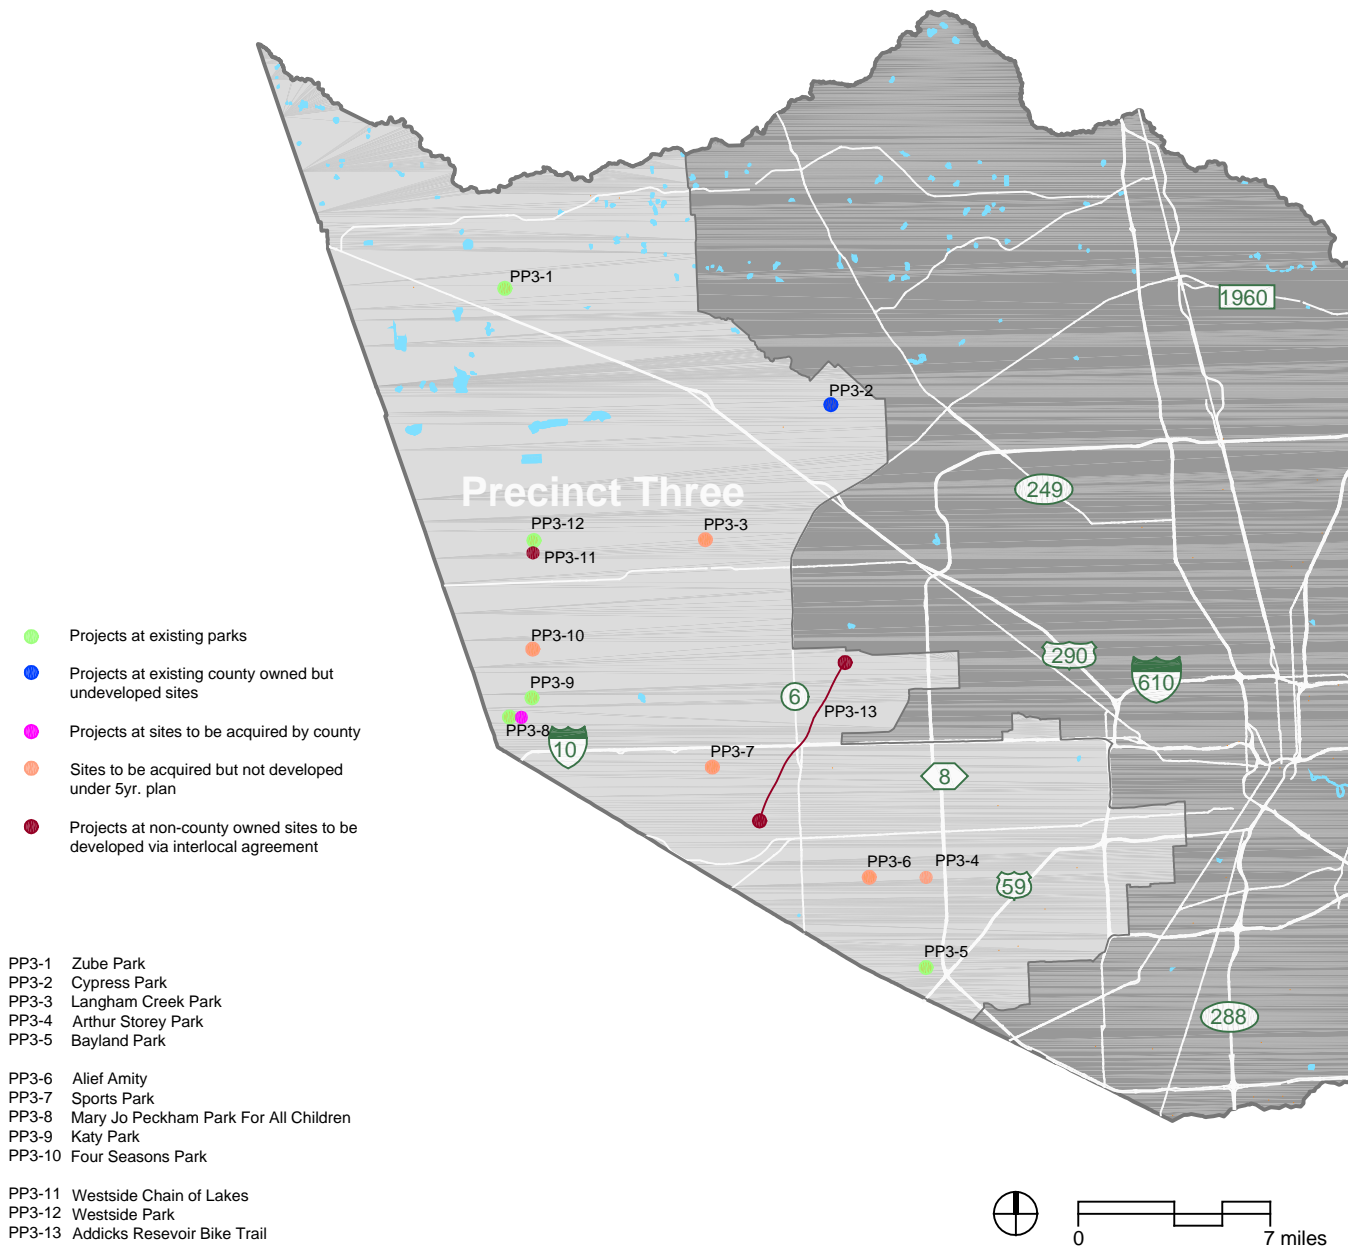 PP3-1
1960
PP3-2
Precinct Three
249
PP3-12
PP3-3
PP3-11
PP3-10
290
610
PP3-9
6
PP3-13
PP3-8
10
PP3-7
8
PP3-6
PP3-4
59
PP3-5
288
Projects at existing parks
Projects at existing county owned but
undeveloped sites
Projects at sites to be acquired by county
Sites to be acquired but not developed
under 5yr. plan
Projects at non-county owned sites to be
developed via interlocal agreement
PP3-1 Zube Park
PP3-2 Cypress Park
PP3-3 Langham Creek Park
PP3-4 Arthur Storey Park
PP3-5 Bayland Park
PP3-6 Alief Amity
PP3-7 Sports Park
PP3-8 Mary Jo Peckham Park For All Children
PP3-9 Katy Park
PP3-10 Four Seasons Park
PP3-11 Westside Chain of Lakes
PP3-12 Westside Park
PP3-13 Addicks Resevoir Bike Trail
0 7 miles